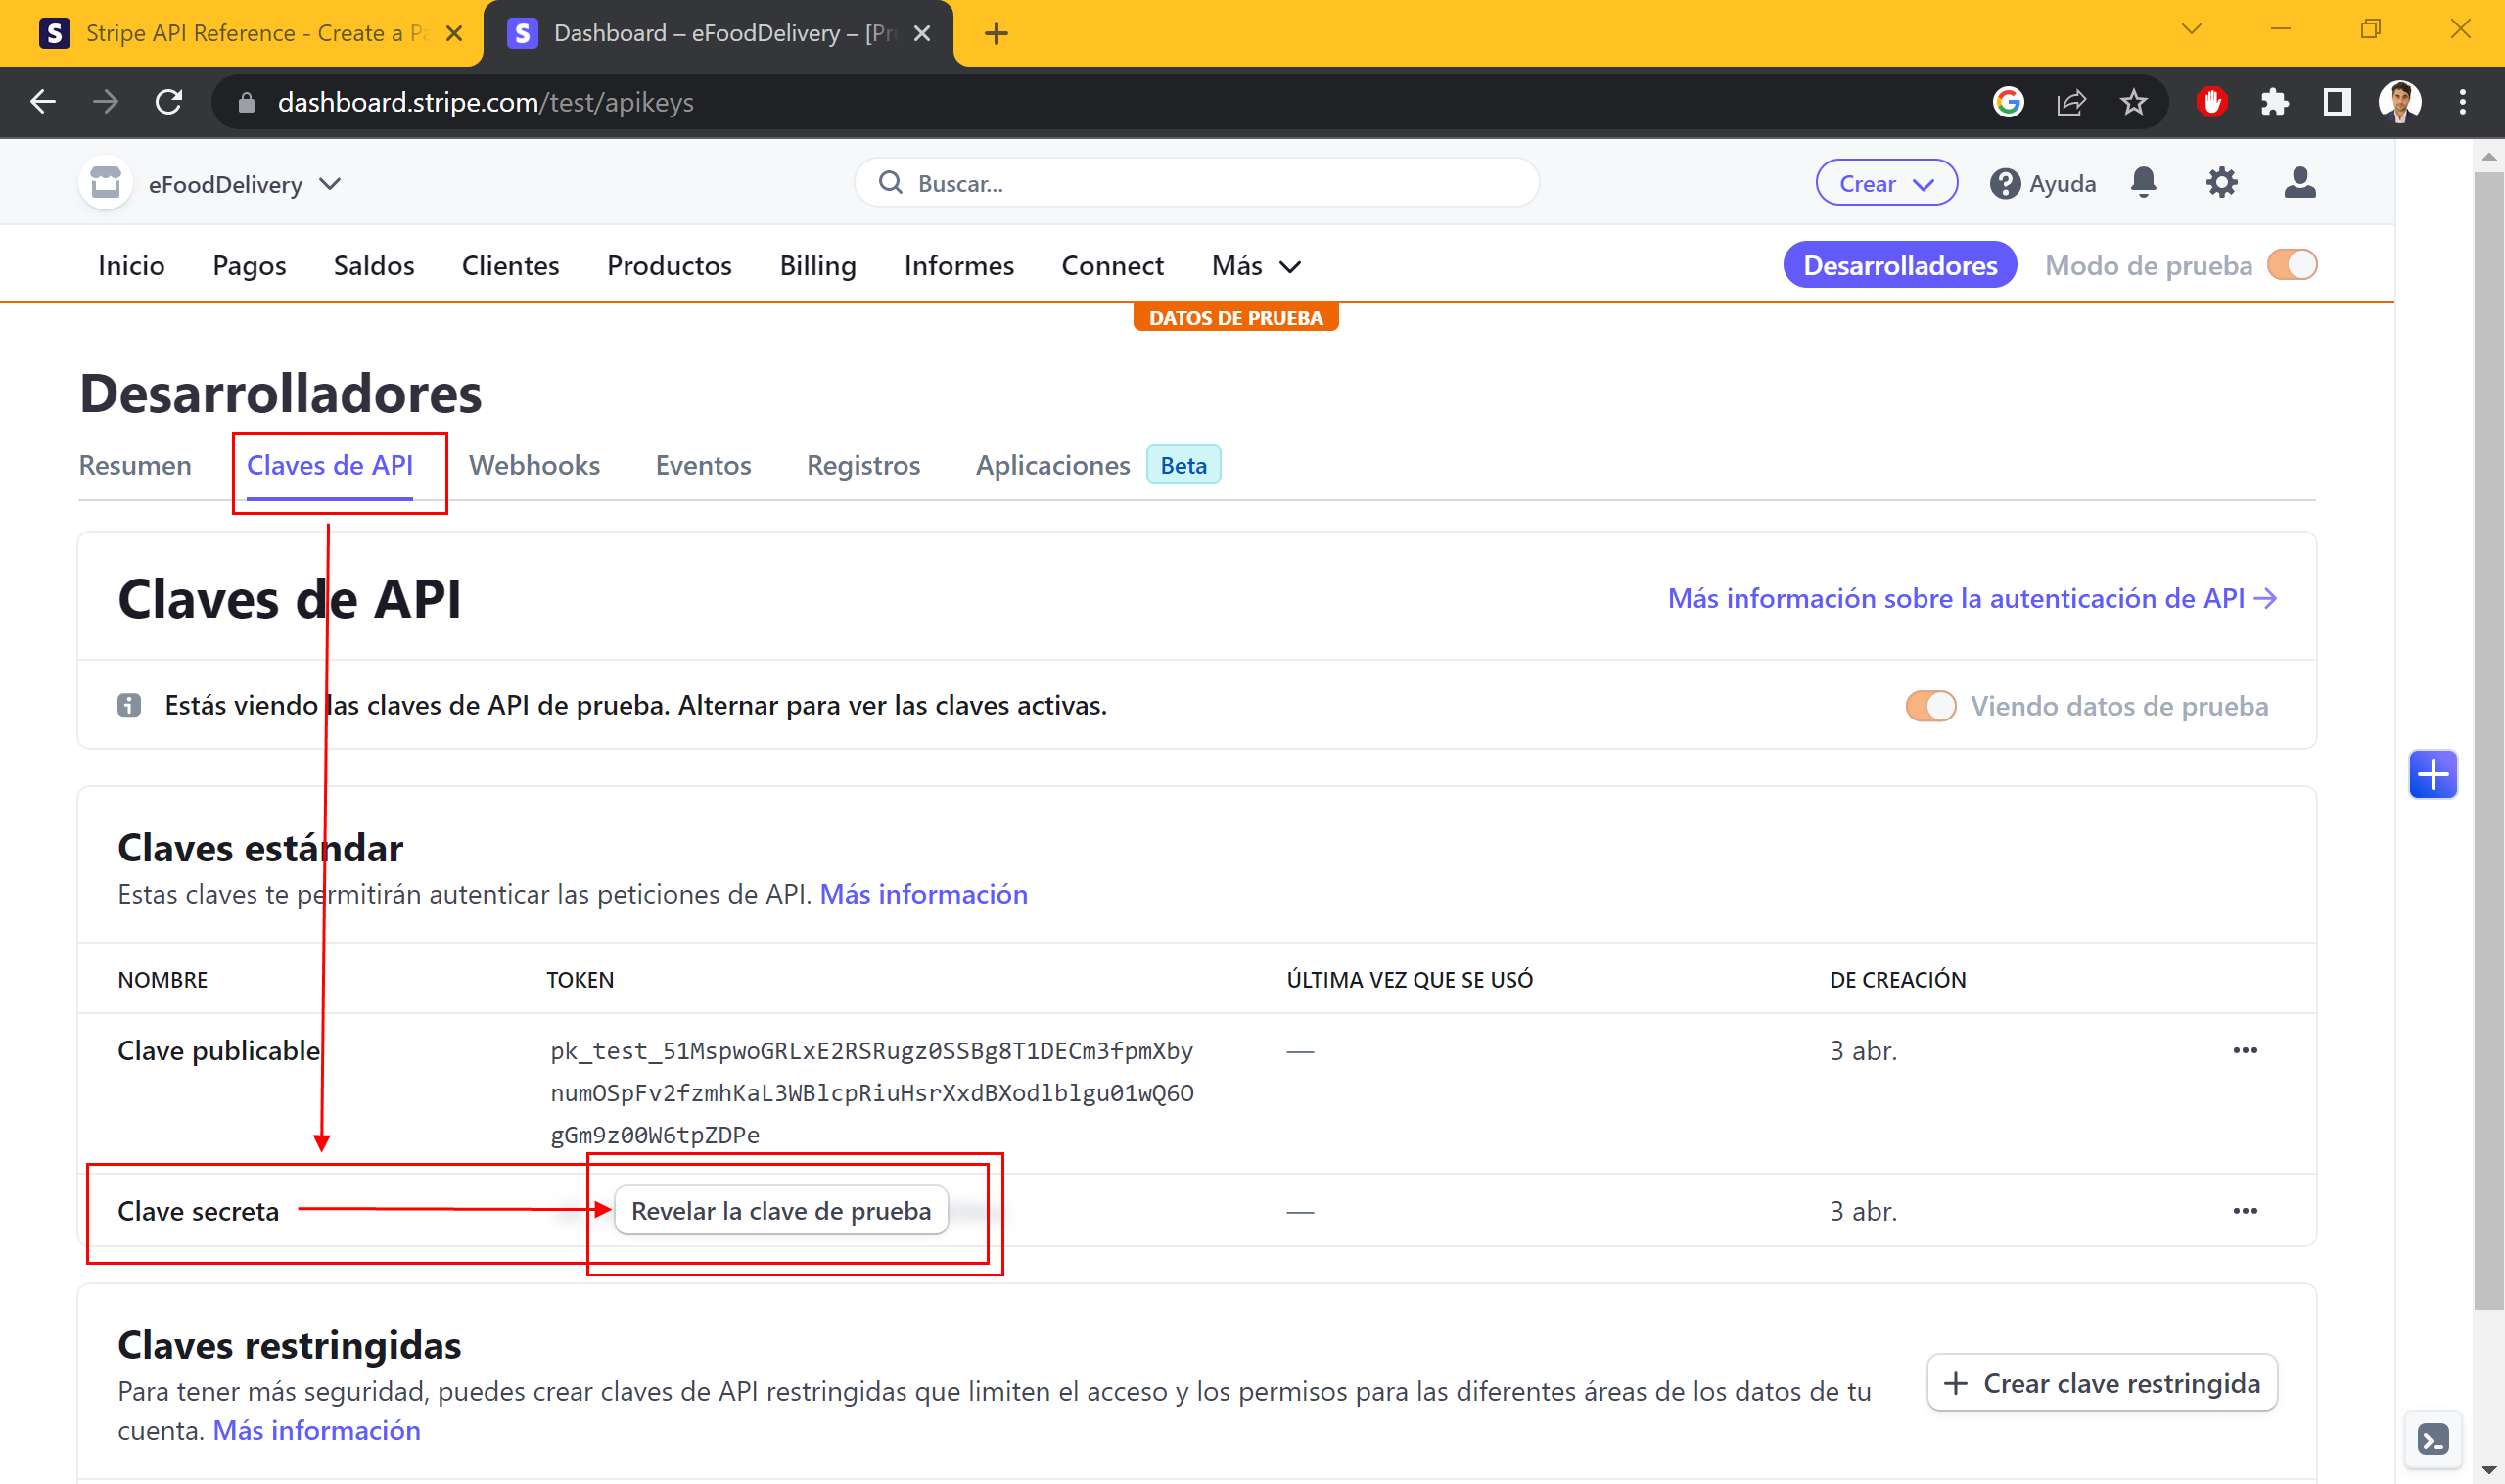 Stripe API Reference - Create a Pa
Dashboard – eFoodDelivery – [Pr
dashboard.stripe.com/test/apikeys
eFoodDelivery
Buscar...
Crear
Ayuda
Inicio Pagos Saldos Clientes Productos Billing Informes Connect Más
Desarrolladores
Modo de prueba
DATOS DE PRUEBA
Desarrolladores
Resumen Claves de API Webhooks Eventos Registros Aplicaciones Beta
Claves de API
Más información sobre la autenticación de API
Estás viendo las claves de API de prueba. Alternar para ver las claves activas.
Viendo datos de prueba
Claves estándar
Estas claves te permitirán autenticar las peticiones de API. Más información
NOMBRE TOKEN ÚLTIMA VEZ QUE SE USÓ DE CREACIÓN
Clave publicable pk_test_51MspwoGRLxE2RSRugz0SSBg8T1DECm3fpmXby — 3 abr.
numOSpFv2fzmhKaL3WBlcpRiuHsrXxdBXodlblgu01wQ6O
gGm9z00W6tpZDPe
Clave secreta Revelar la clave de prueba — 3 abr.
Claves restringidas
Para tener más seguridad, puedes crear claves de API restringidas que limiten el acceso y los permisos para las diferentes áreas de los datos de tu
cuenta. Más información
Crear clave restringida